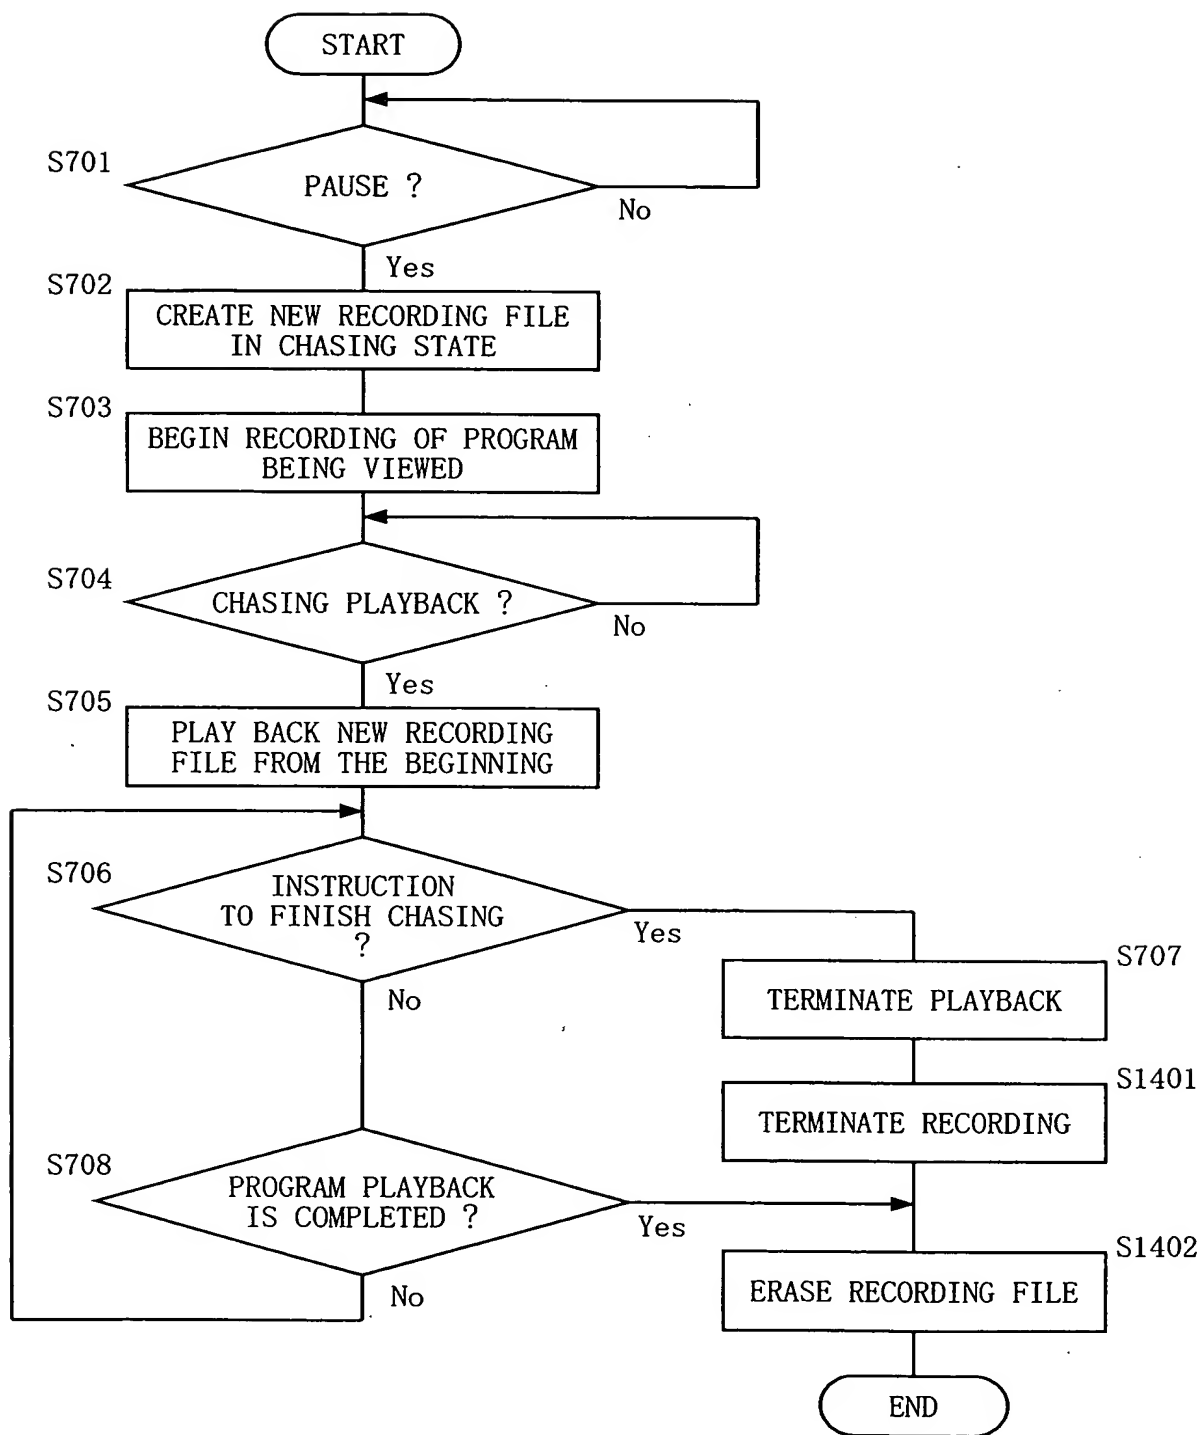 START
S701
PAUSE ?
No
Yes
S702
CREATE NEW RECORDING FILE
IN CHASING STATE
S703
BEGIN RECORDING OF PROGRAM
BEING VIEWED
S704
CHASING PLAYBACK ?
No
Yes
S705
PLAY BACK NEW RECORDING
FILE FROM THE BEGINNING
S706
INSTRUCTION
TO FINISH CHASING
?
Yes
No
S707
TERMINATE PLAYBACK
S1401
TERMINATE RECORDING
S708
PROGRAM PLAYBACK
IS COMPLETED ?
Yes
No
S1402
ERASE RECORDING FILE
END